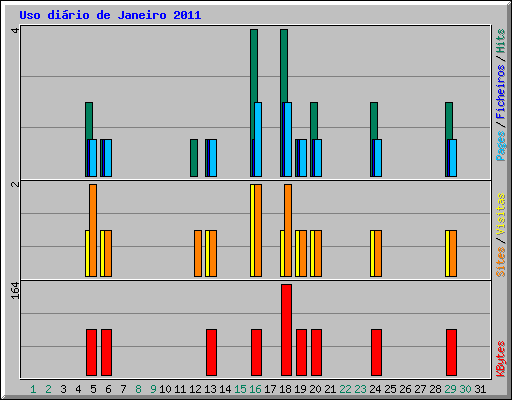 Uso diário de Janeiro 2011
4
Pages / Ficheiros / Hits
2
Sites / Visitas
164
KBytes
1 2 3 4 5 6 7 8 9 10 11 12 13 14 15 16 17 18 19 20 21 22 23 24 25 26 27 28 29 30 31